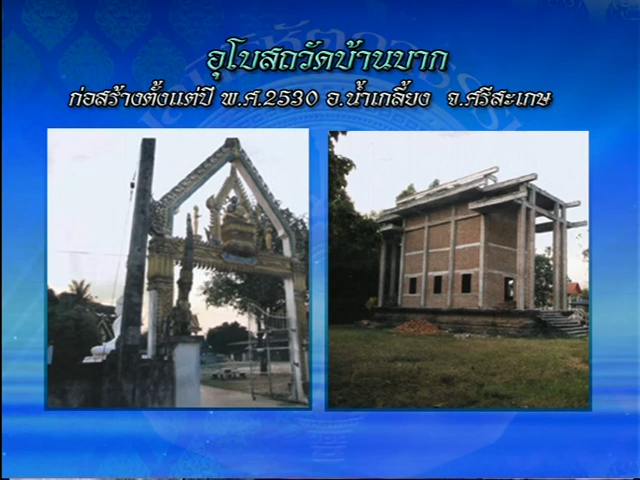 อุโบสถวัดบ้านบาก
ก่อสร้างตั้งแต่ปี พ.ศ.2530 อ.น้ำเกลี้ยง จ.ศรีสะเกษ